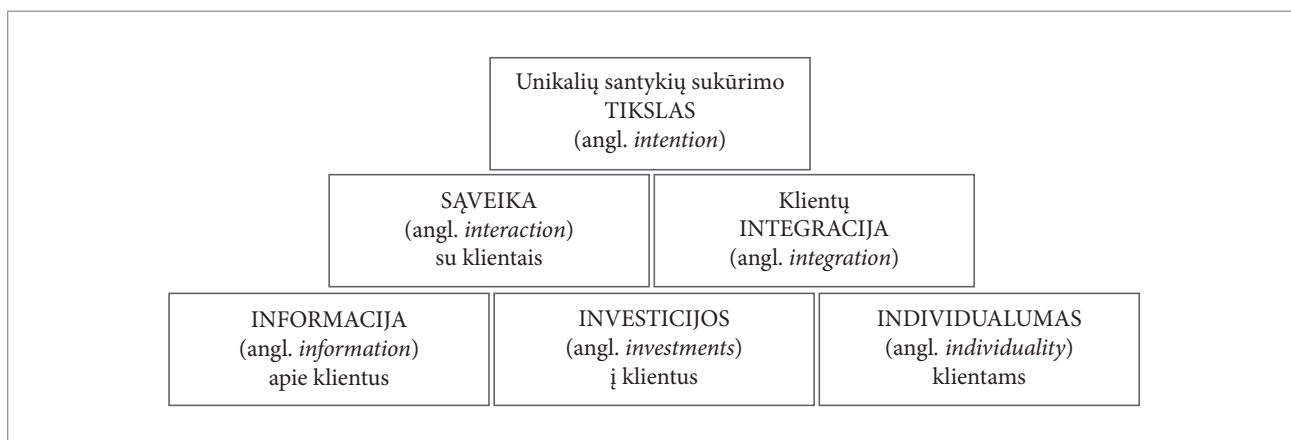 Unikalių santykių sukūrimo
TIKSLAS
(angl. intention)
SĄVEIKA
(angl. interaction)
su klientais
Klientų
INTEGRACIJA
(angl. integration)
INFORMACIJA
(angl. information)
apie klientus
INVESTICIJOS
(angl. investments)
į klientus
INDIVIDUALUMAS
(angl. individuality)
klientams